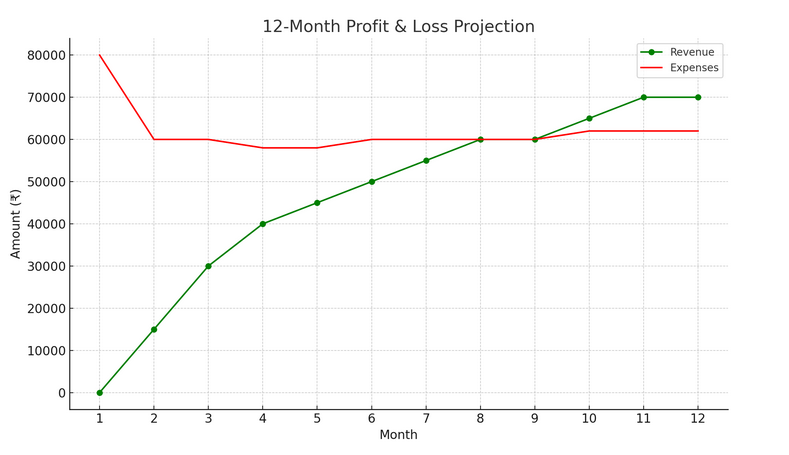 12-Month Profit & Loss Projection
Revenue
Expenses
80000
70000
60000
50000
40000
30000
20000
10000
0
Amount (₹)
1 2 3 4 5 6 7 8 9 10 11 12
Month